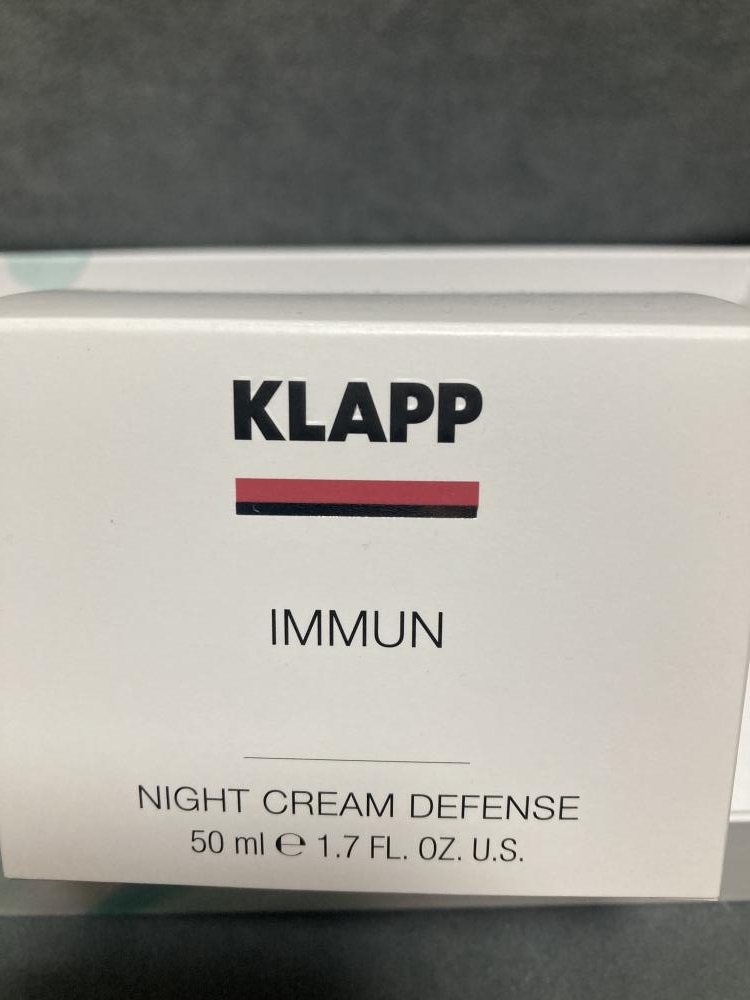 KLAPP
IMMUN
NIGHT CREAM DEFENSE
50 ml ℮ 1.7 FL. OZ. U.S.